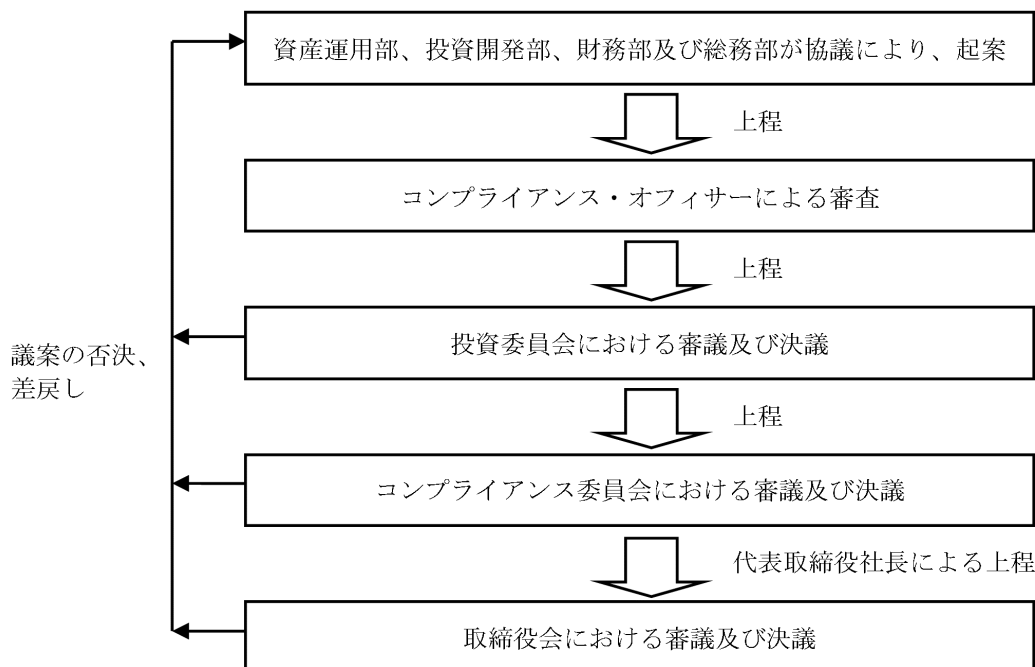 資産運用部、投資開発部、財務部及び総務部が協議により、起案
上程
コンプライアンス・オフィサーによる審査
上程
投資委員会における審議及び決議
議案の否決、
差戻し
上程
コンプライアンス委員会における審議及び決議
代表取締役社長による上程
取締役会における審議及び決議